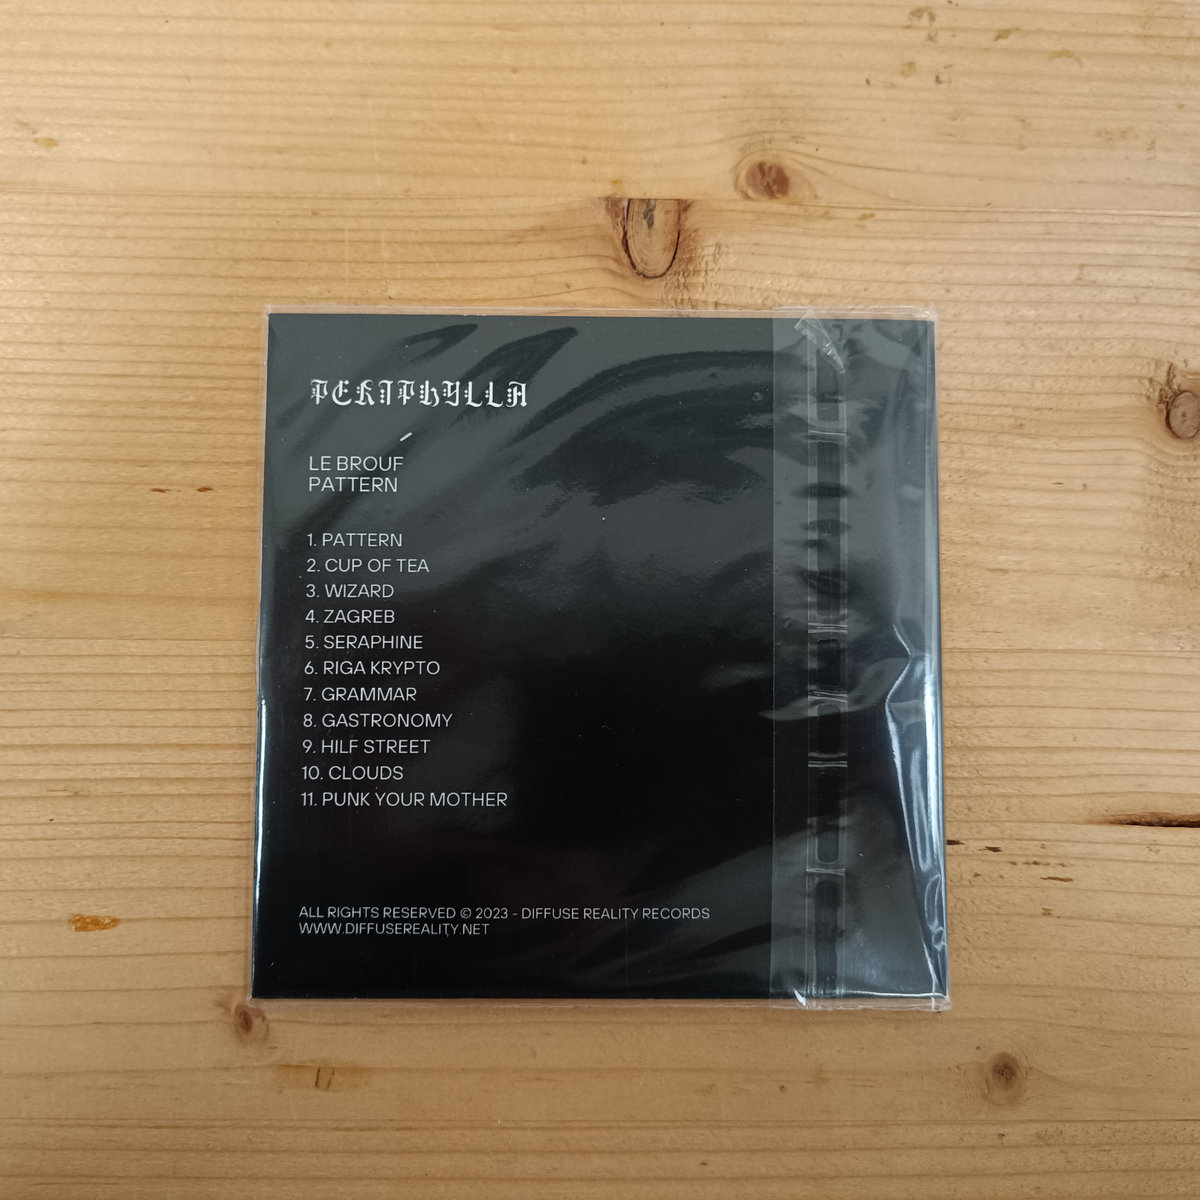 PERIPHYLLA
LE BROUF
PATTERN
1. PATTERN
2. CUP OF TEA
3. WIZARD
4. ZAGREB
5. SERAPHINE
6. RIGA KRYPTO
7. GRAMMAR
8. GASTRONOMY
9. HILF STREET
10. CLOUDS
11. PUNK YOUR MOTHER
ALL RIGHTS RESERVED © 2023 - DIFFUSE REALITY RECORDS
WWW.DIFFUSEREALITY.NET